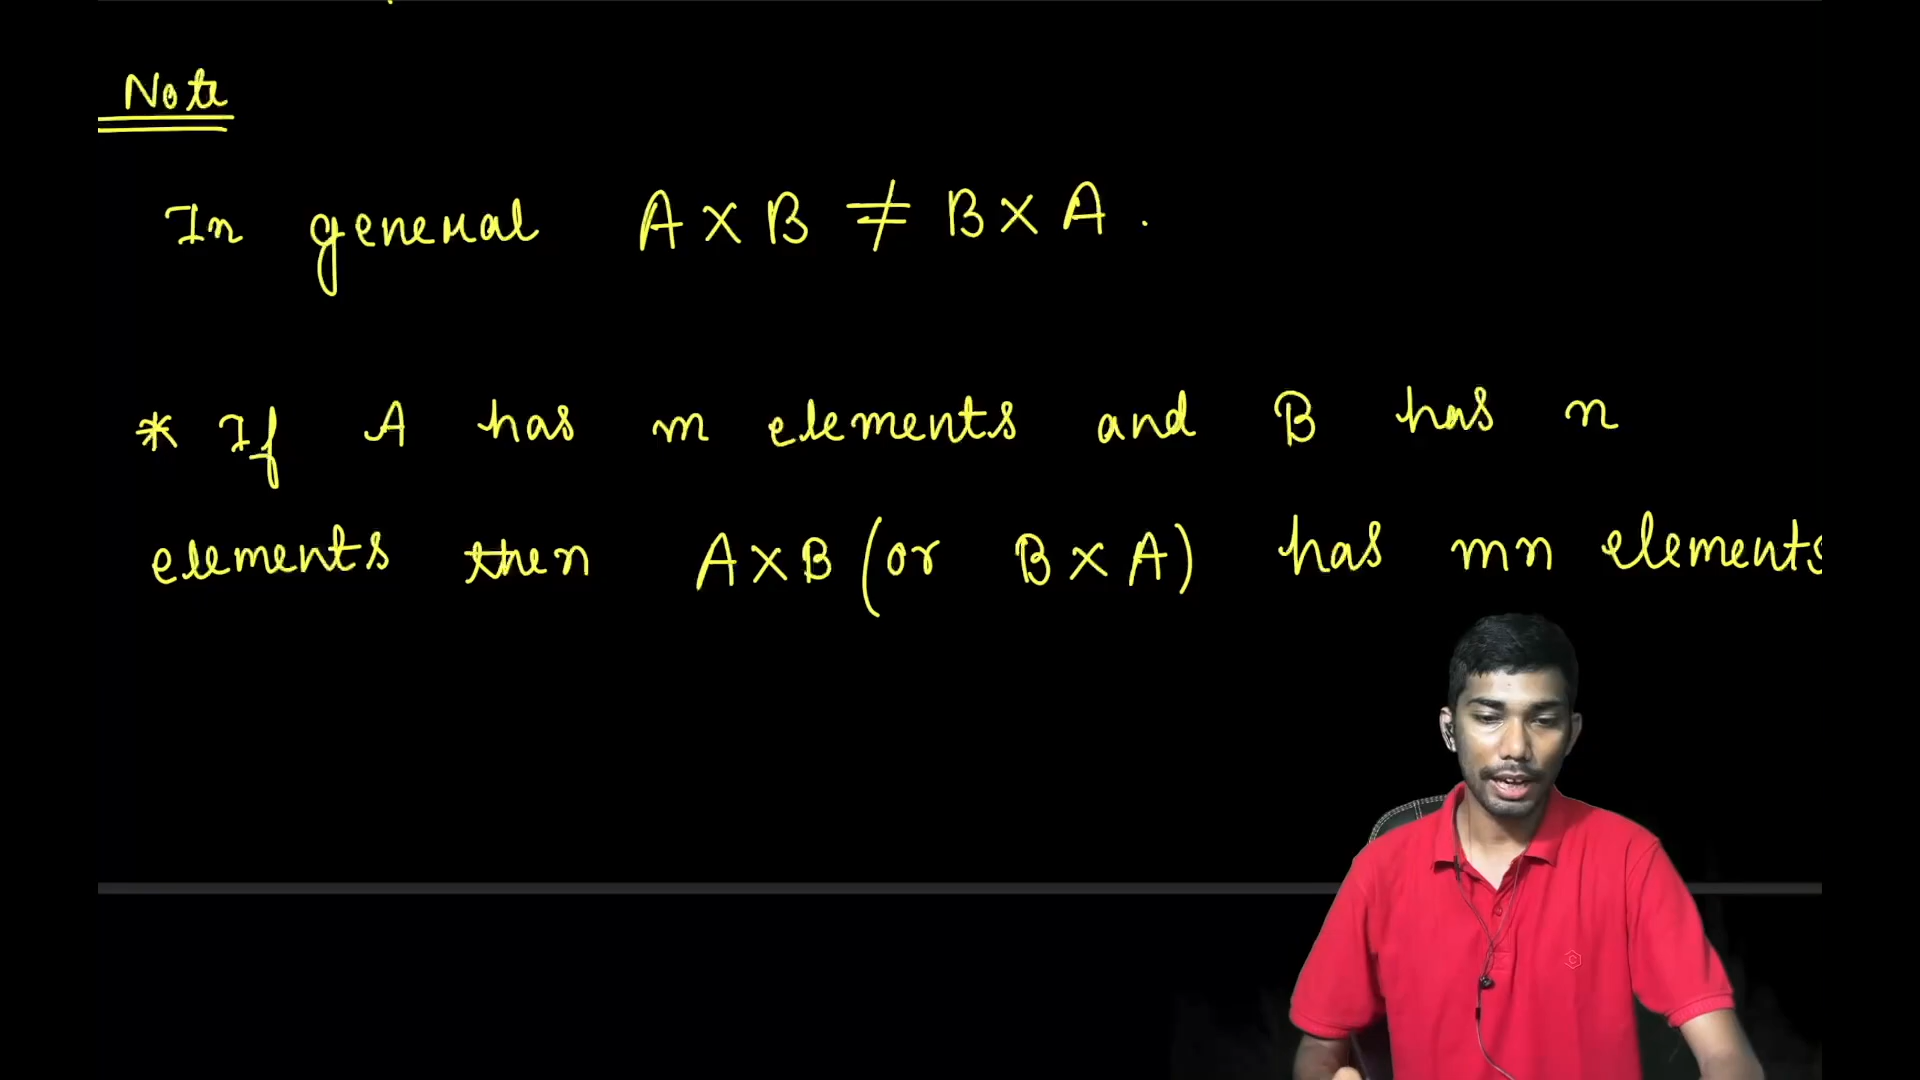 Note
In general A × B ≠ B × A.
* If A has m elements and B has n
elements then A×B (or B × A) has mn elements